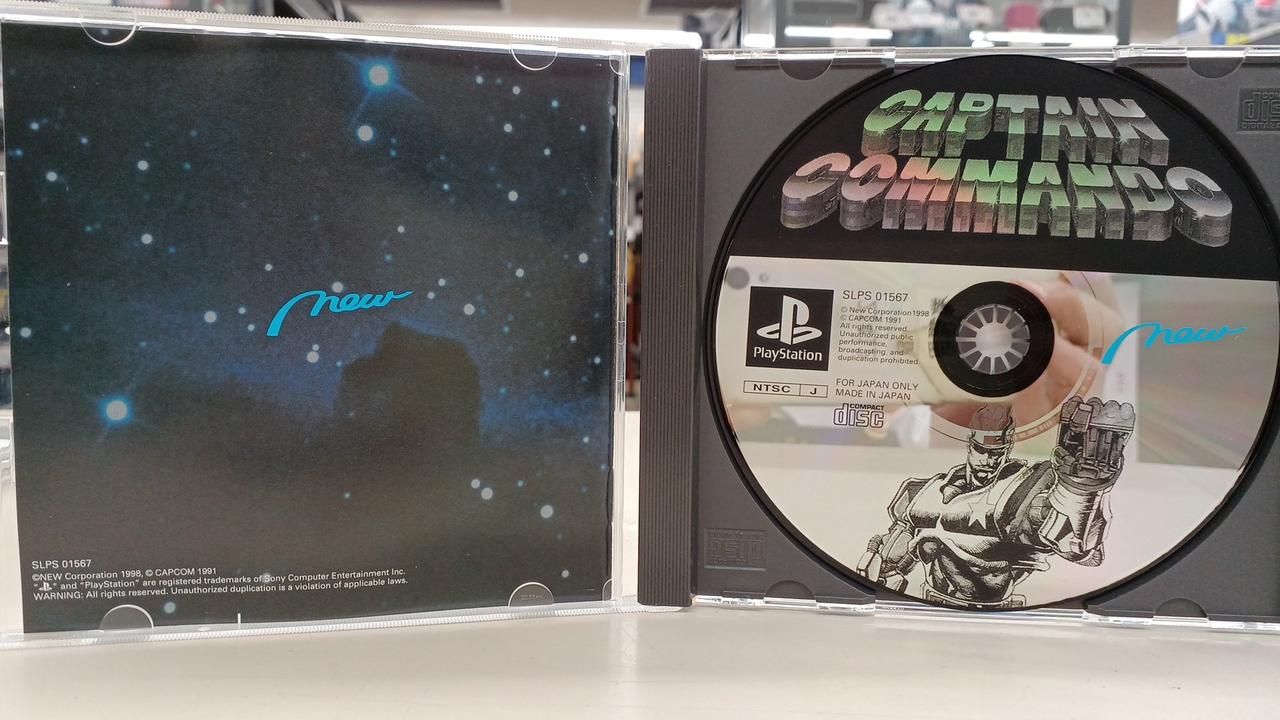 new
SLPS 01567
©NEW Corporation 1998, © CAPCOM 1991
"PS" and "PlayStation" are registered trademarks of Sony Computer Entertainment Inc.
WARNING: All rights reserved. Unauthorized duplication is a violation of applicable laws.
CAPTAIN
COMMANDO
PlayStation
SLPS 01567
© New Corporation1998
© CAPCOM 1991
All rights reserved.
Unauthorized public
performance,
broadcasting, and
duplication prohibited.
NTSC J
FOR JAPAN ONLY
MADE IN JAPAN
COMPACT
disc
new